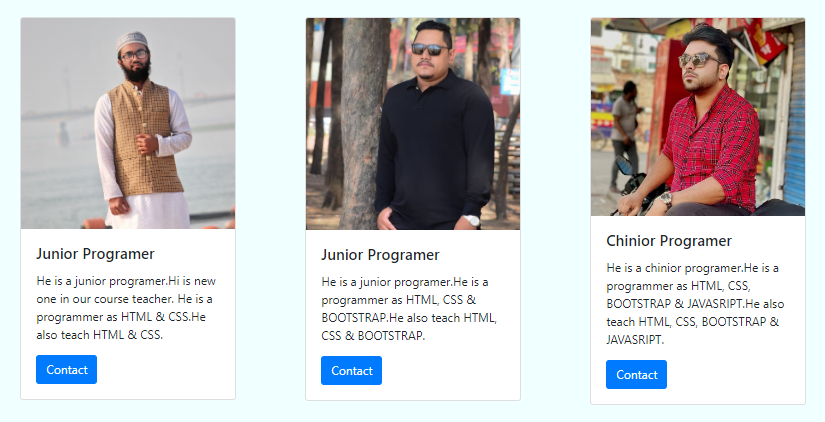 Junior Programer
He is a junior programer.Hi is new
one in our course teacher. He is a
programmer as HTML & CSS.He
also teach HTML & CSS.
Contact
Junior Programer
He is a junior programer.He is a
programmer as HTML, CSS &
BOOTSTRAP.He also teach HTML,
CSS & BOOTSTRAP.
Contact
Chinior Programer
He is a chinior programer.He is a
programmer as HTML, CSS,
BOOTSTRAP & JAVASRIPT.He also
teach HTML, CSS, BOOTSTRAP &
JAVASRIPT.
Contact